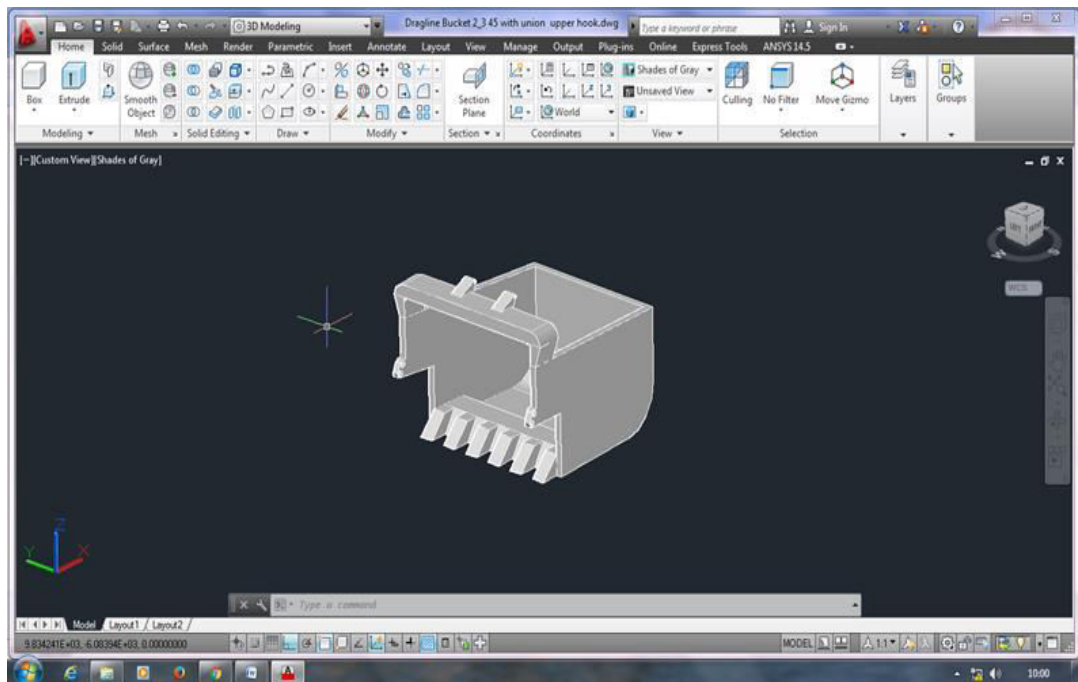 3D Modeling Dragline Bucket 2_3 45 with union upper hook.dwg Type a keyword or phrase Sign In
Home Solid Surface Mesh Render Parametric Insert Annotate Layout View Manage Output Plug-ins Online Express Tools ANSYS 14.5
Shades of Gray
Unsaved View
World
Box Extrude Smooth Object Section Plane Culling No Filter Move Gizmo Layers Groups
Modeling Mesh Solid Editing Draw Modify Section Coordinates View Selection
[−][Custom View][Shades of Gray]
WCS
Z
Y X
Type a command
Model Layout1 Layout2
9.834241E+03, -6.08394E+03, 0.00000000 MODEL 1:1
10:00